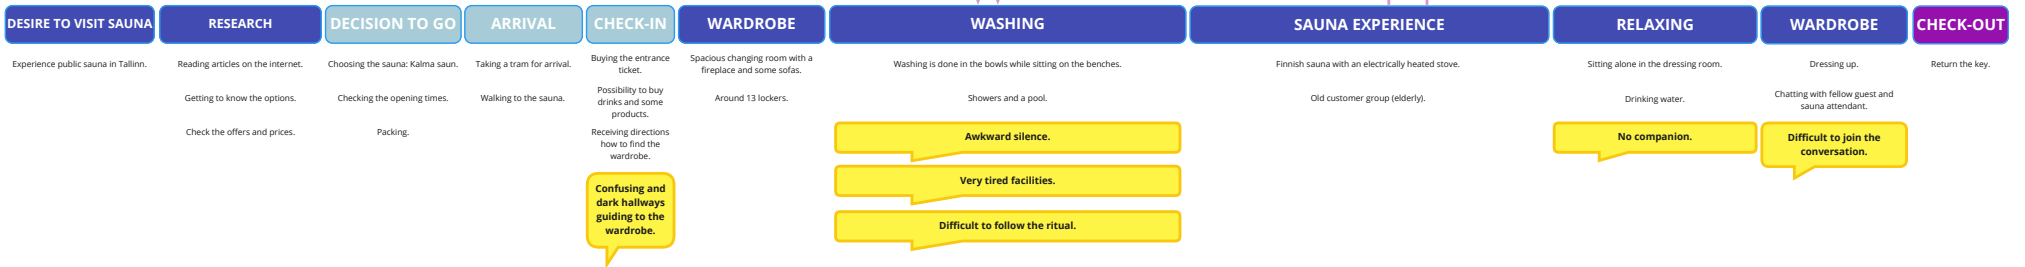 DESIRE TO VISIT SAUNA
Experience public sauna in Tallinn.
RESEARCH
Reading articles on the internet.
Getting to know the options.
Check the offers and prices.
DECISION TO GO
Choosing the sauna: Kalma saun.
Checking the opening times.
Packing.
ARRIVAL
Taking a tram for arrival.
Walking to the sauna.
CHECK-IN
Buying the entrance
ticket.
Possibility to buy
drinks and some
products.
Receiving directions
how to find the
wardrobe.
Confusing and
dark hallways
guiding to the
wardrobe.
WARDROBE
Spacious changing room with a
fireplace and some sofas.
Around 13 lockers.
WASHING
Washing is done in the bowls while sitting on the benches.
Showers and a pool.
Awkward silence.
Very tired facilities.
Difficult to follow the ritual.
SAUNA EXPERIENCE
Finnish sauna with an electrically heated stove.
Old customer group (elderly).
RELAXING
Sitting alone in the dressing room.
Drinking water.
No companion.
WARDROBE
Dressing up.
Chatting with fellow guest and
sauna attendant.
Difficult to join the
conversation.
CHECK-OUT
Return the key.